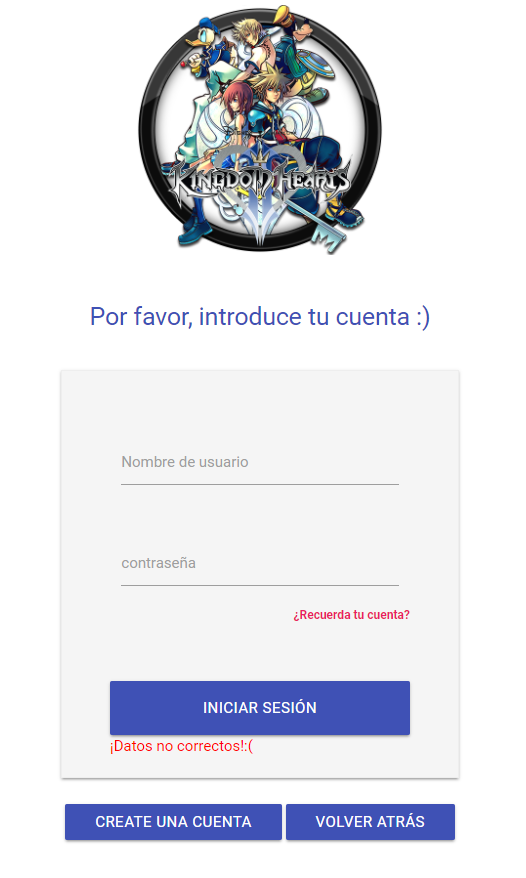 KINGDOM HEARTS
Por favor, introduce tu cuenta :)
Nombre de usuario
contraseña
¿Recuerda tu cuenta?
INICIAR SESIÓN
¡Datos no correctos!:(
CREATE UNA CUENTA
VOLVER ATRÁS